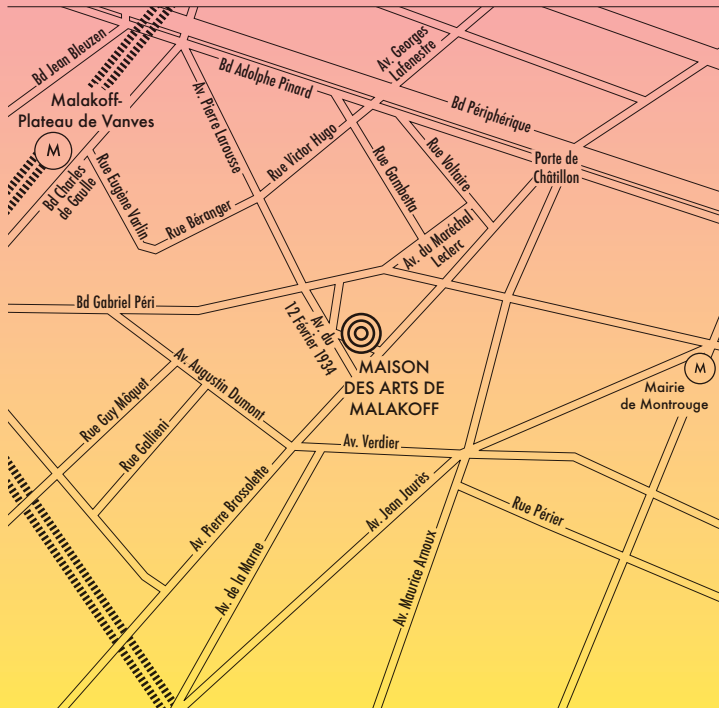 Bd Jean Bleuzen
Av. Georges
Lafenestre
Bd Adolphe Pinard
Bd Périphérique
Malakoff-
Plateau de Vanves
M
Av. Pierre Larousse
Rue Victor Hugo
Rue Gambetta
Rue Voltaire
Porte de
Châtillon
Bd Charles
de Gaulle
Rue Eugène Varlin
Rue Béranger
Av. du Maréchal
Leclerc
Bd Gabriel Péri
Av. du
12 Février 1934
MAISON
DES ARTS DE
MALAKOFF
M
Mairie
de Montrouge
Av. Augustin Dumont
Rue Guy Môquet
Rue Gallieni
Av. Verdier
Av. Pierre Brossolette
Av. Jean Jaurès
Rue Périer
Av. de la Marne
Av. Maurice Arnoux